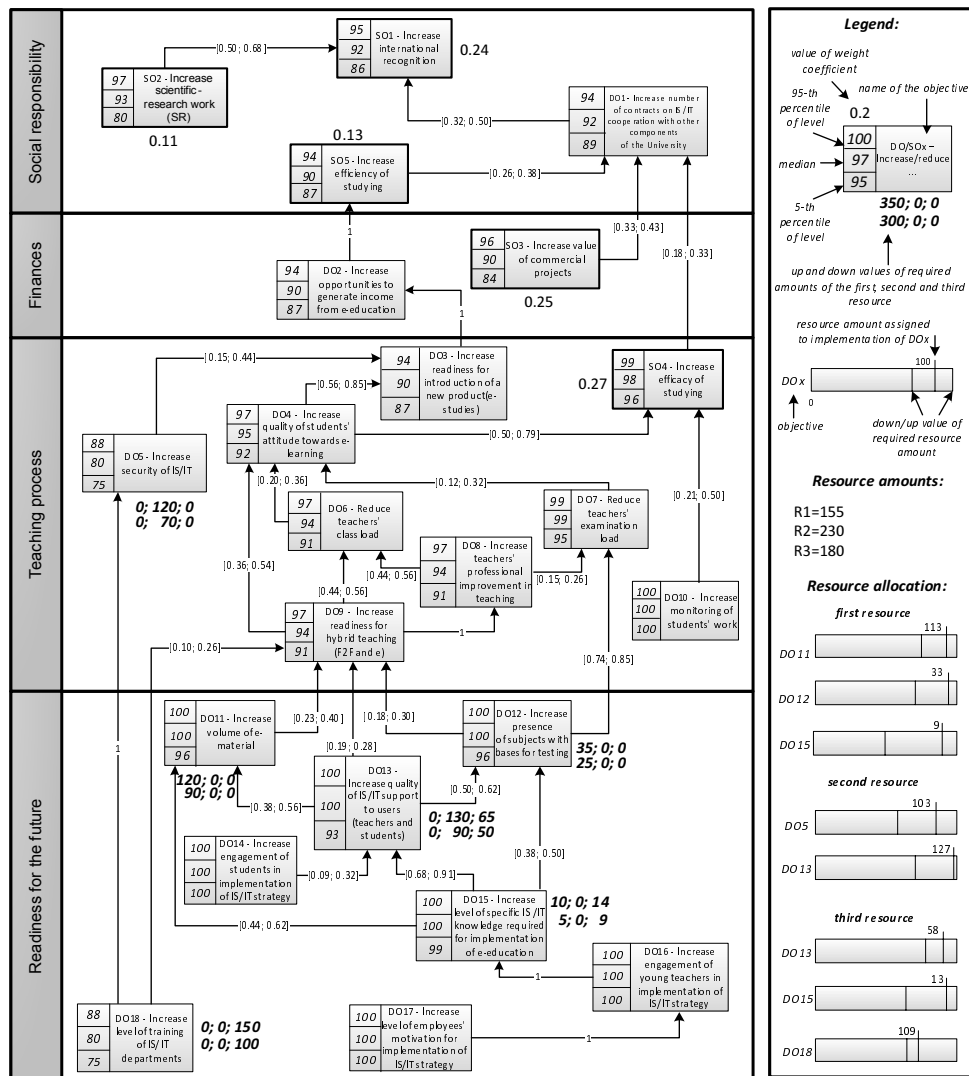 Social responsibility
95
92
86
SO1 - Increase
international
recognition
0.24
[0.50; 0.68]
97
93
80
SO2 - Increase
scientific-
research work
(SR)
0.11
[0.32; 0.50]
94
92
89
DO1 - Increase number
of contracts on IS/IT
cooperation with other
components
of the University
0.13
94
90
87
SO5 - Increase
efficiency of
studying
[0.26; 0.38]
Finances
1
[0.33; 0.43]
[0.18; 0.33]
96
90
84
SO3 - Increase value
of commercial
projects
0.25
94
90
87
DO2 - Increase
opportunities to
generate income
from e-education
1
Teaching process
[0.15; 0.44]
94
90
87
DO3 - Increase
readiness for
introduction of a
new product(e-
studies)
[0.56; 0.85]
0.27
99
98
96
SO4 - Increase
efficacy of
studying
97
95
92
DO4 - Increase
quality of students'
attitude towards e-
learning
[0.50; 0.79]
88
80
75
DO5 - Increase
security of IS/IT
0; 120; 0
0; 70; 0
[0.20; 0.36]
[0.12; 0.32]
[0.21; 0.50]
97
94
91
DO6 - Reduce
teachers'
class load
99
99
95
DO7 - Reduce
teachers'
examination
load
97
94
91
DO8 - Increase
teachers'
professional
improvement in
teaching
[0.36; 0.54]
[0.44; 0.56]
[0.15; 0.26]
[0.44; 0.56]
97
94
91
DO9 - Increase
readiness for
hybrid teaching
(F2F and e)
1
100
100
100
DO10 - Increase
monitoring of
students' work
[0.10; 0.26]
[0.74; 0.85]
Readiness for the future
100
100
96
DO11 - Increase
volume of e-
material
120; 0; 0
90; 0; 0
[0.23; 0.40]
[0.18; 0.30]
[0.19; 0.28]
100
100
96
DO12 - Increase
presence
of subjects with
bases for testing
35; 0; 0
25; 0; 0
1
100
100
93
DO13 -
Increase quality
of IS/IT support
to users
(teachers and
students)
0; 130; 65
0; 90; 50
[0.38; 0.56]
[0.50; 0.62]
100
100
100
DO14 - Increase
engagement of
students in
implementation
of IS/IT strategy
[0.09; 0.32]
[0.68; 0.91]
[0.38; 0.50]
[0.44; 0.62]
100
100
99
DO15 - Increase
level of specific IS/IT
knowledge required
for implementation
of e-education
10; 0; 14
5; 0; 9
1
100
100
100
DO16 - Increase
engagement of
young teachers in
implementation of
IS/IT strategy
100
100
100
DO17 - Increase
level of employees'
motivation for
implementation
of IS/IT strategy
1
88
80
75
DO18 - Increase
level of training
of IS/IT
departments
0; 0; 150
0; 0; 100
Legend:
value of weight
coefficient
name of the objective
95-th
percentile
of level
0.2
100
97
95
DO/SOx –
Increase/reduce
...
median
5-th
percentile
of level
350; 0; 0
300; 0; 0
up and down values of required
amounts of the first, second and third
resource
resource amount assigned
to implementation of DOx
100
DOx
0
objective
down/up value of
required resource
amount
Resource amounts:
R1=155
R2=230
R3=180
Resource allocation:
first resource
113
DO11
33
DO12
9
DO15
second resource
103
DO5
127
DO13
third resource
58
DO13
13
DO15
109
DO18